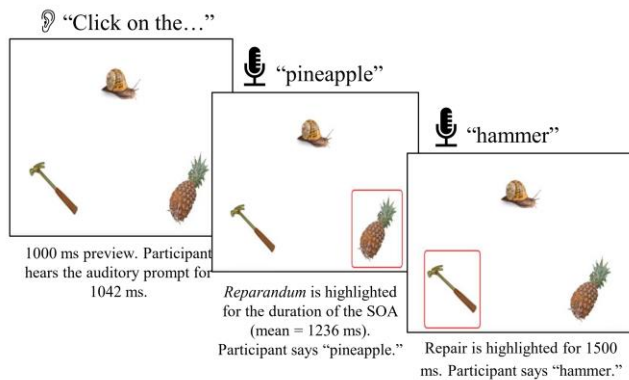 “Click on the…”
“pineapple”
“hammer”
1000 ms preview. Participant
hears the auditory prompt for
1042 ms.
Reparandum is highlighted
for the duration of the SOA
(mean = 1236 ms).
Participant says “pineapple.”
Repair is highlighted for 1500
ms. Participant says “hammer.”